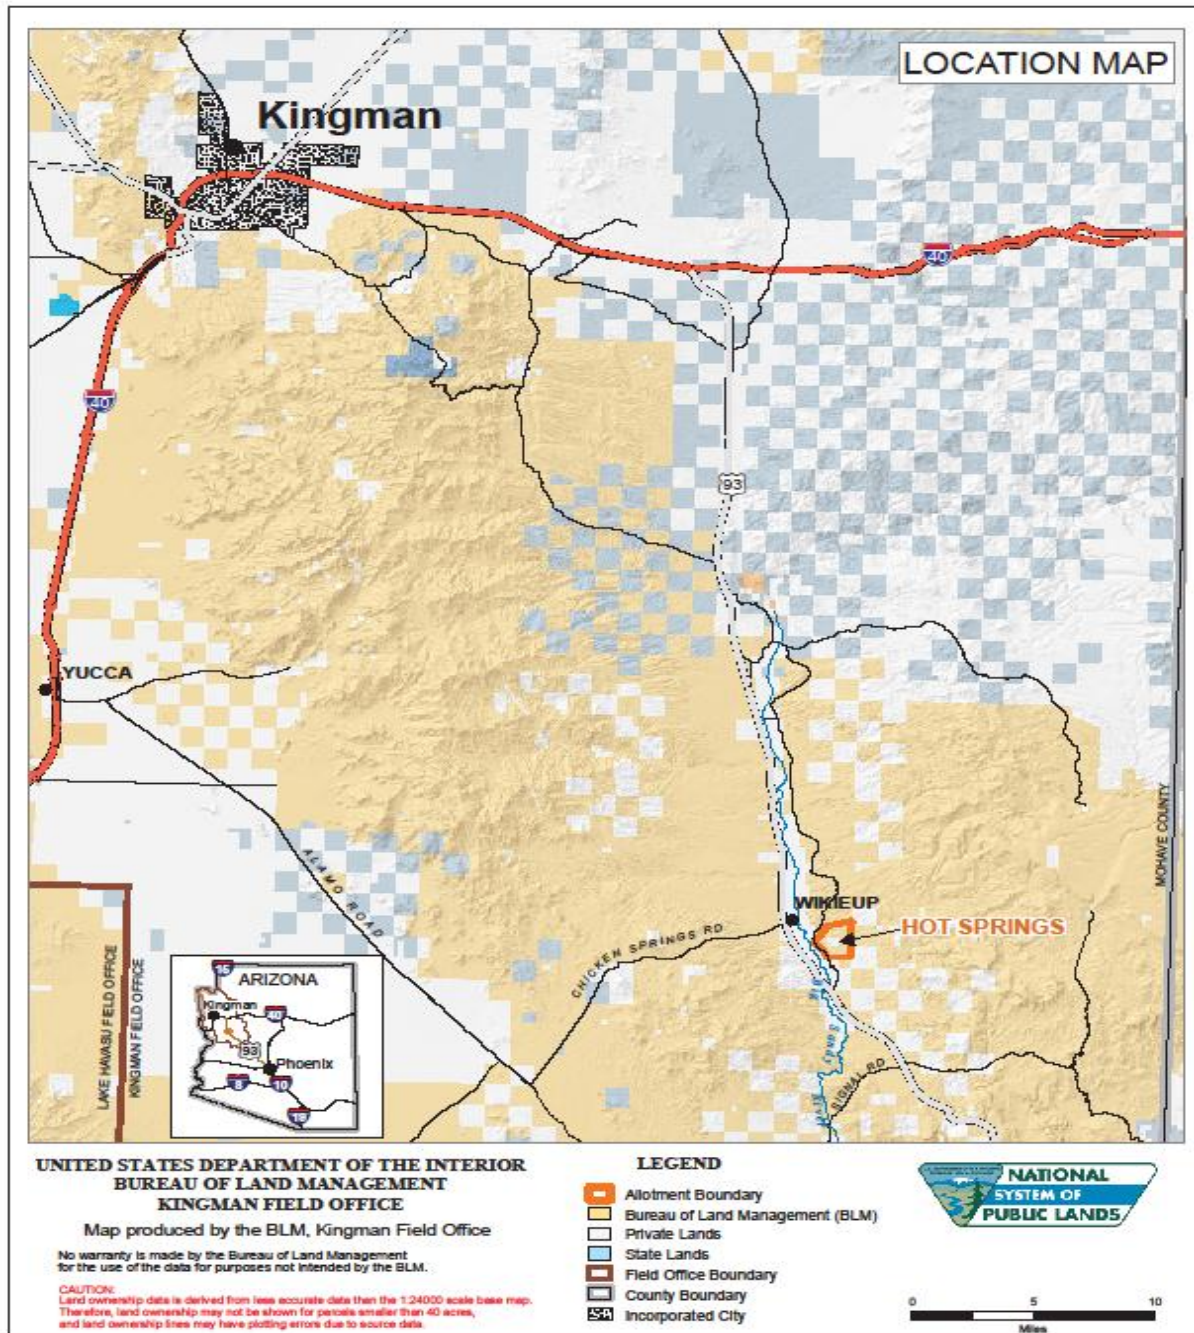 LOCATION MAP
Kingman
40
40
93
YUCCA
MOHAVE COUNTY
ALAMO ROAD
WIKIEUP
HOT SPRINGS
CHICKEN SPRINGS RD
Big Sandy
SIGNAL RD
LAKE HAVASU FIELD OFFICE
KINGMAN FIELD OFFICE
15
ARIZONA
Kingman
40
93
Phoenix
8
10
19
UNITED STATES DEPARTMENT OF THE INTERIOR
BUREAU OF LAND MANAGEMENT
KINGMAN FIELD OFFICE
Map produced by the BLM, Kingman Field Office
No warranty is made by the Bureau of Land Management
for the use of the data for purposes not intended by the BLM.
CAUTION:
Land ownership data is derived from less accurate data than the 1:24000 scale base map.
Therefore, land ownership may not be shown for parcels smaller than 40 acres,
and land ownership lines may have plotting errors due to source data.
LEGEND
Allotment Boundary
Bureau of Land Management (BLM)
Private Lands
State Lands
Field Office Boundary
County Boundary
Incorporated City
NATIONAL
SYSTEM OF
PUBLIC LANDS
0 5 10
Miles